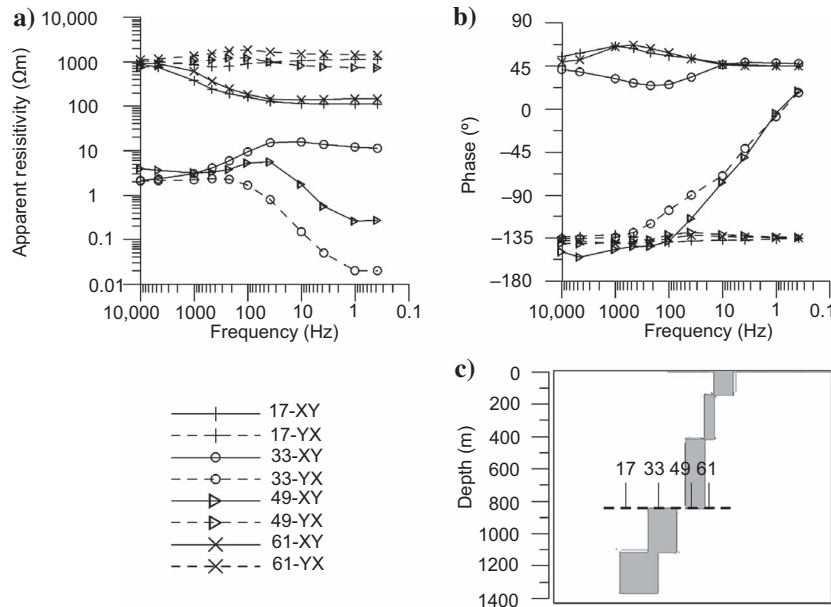 a)
Apparent resisitivity (Ωm)
10,000
1000
100
10
1
0.1
0.01
10,000
1000
100
10
1
0.1
Frequency (Hz)
b)
Phase (º)
90
45
0
–45
–90
–135
–180
10,000
1000
100
10
1
0.1
Frequency (Hz)
17-XY
17-YX
33-XY
33-YX
49-XY
49-YX
61-XY
61-YX
c)
Depth (m)
0
200
400
600
800
1000
1200
1400
17 33 49 61